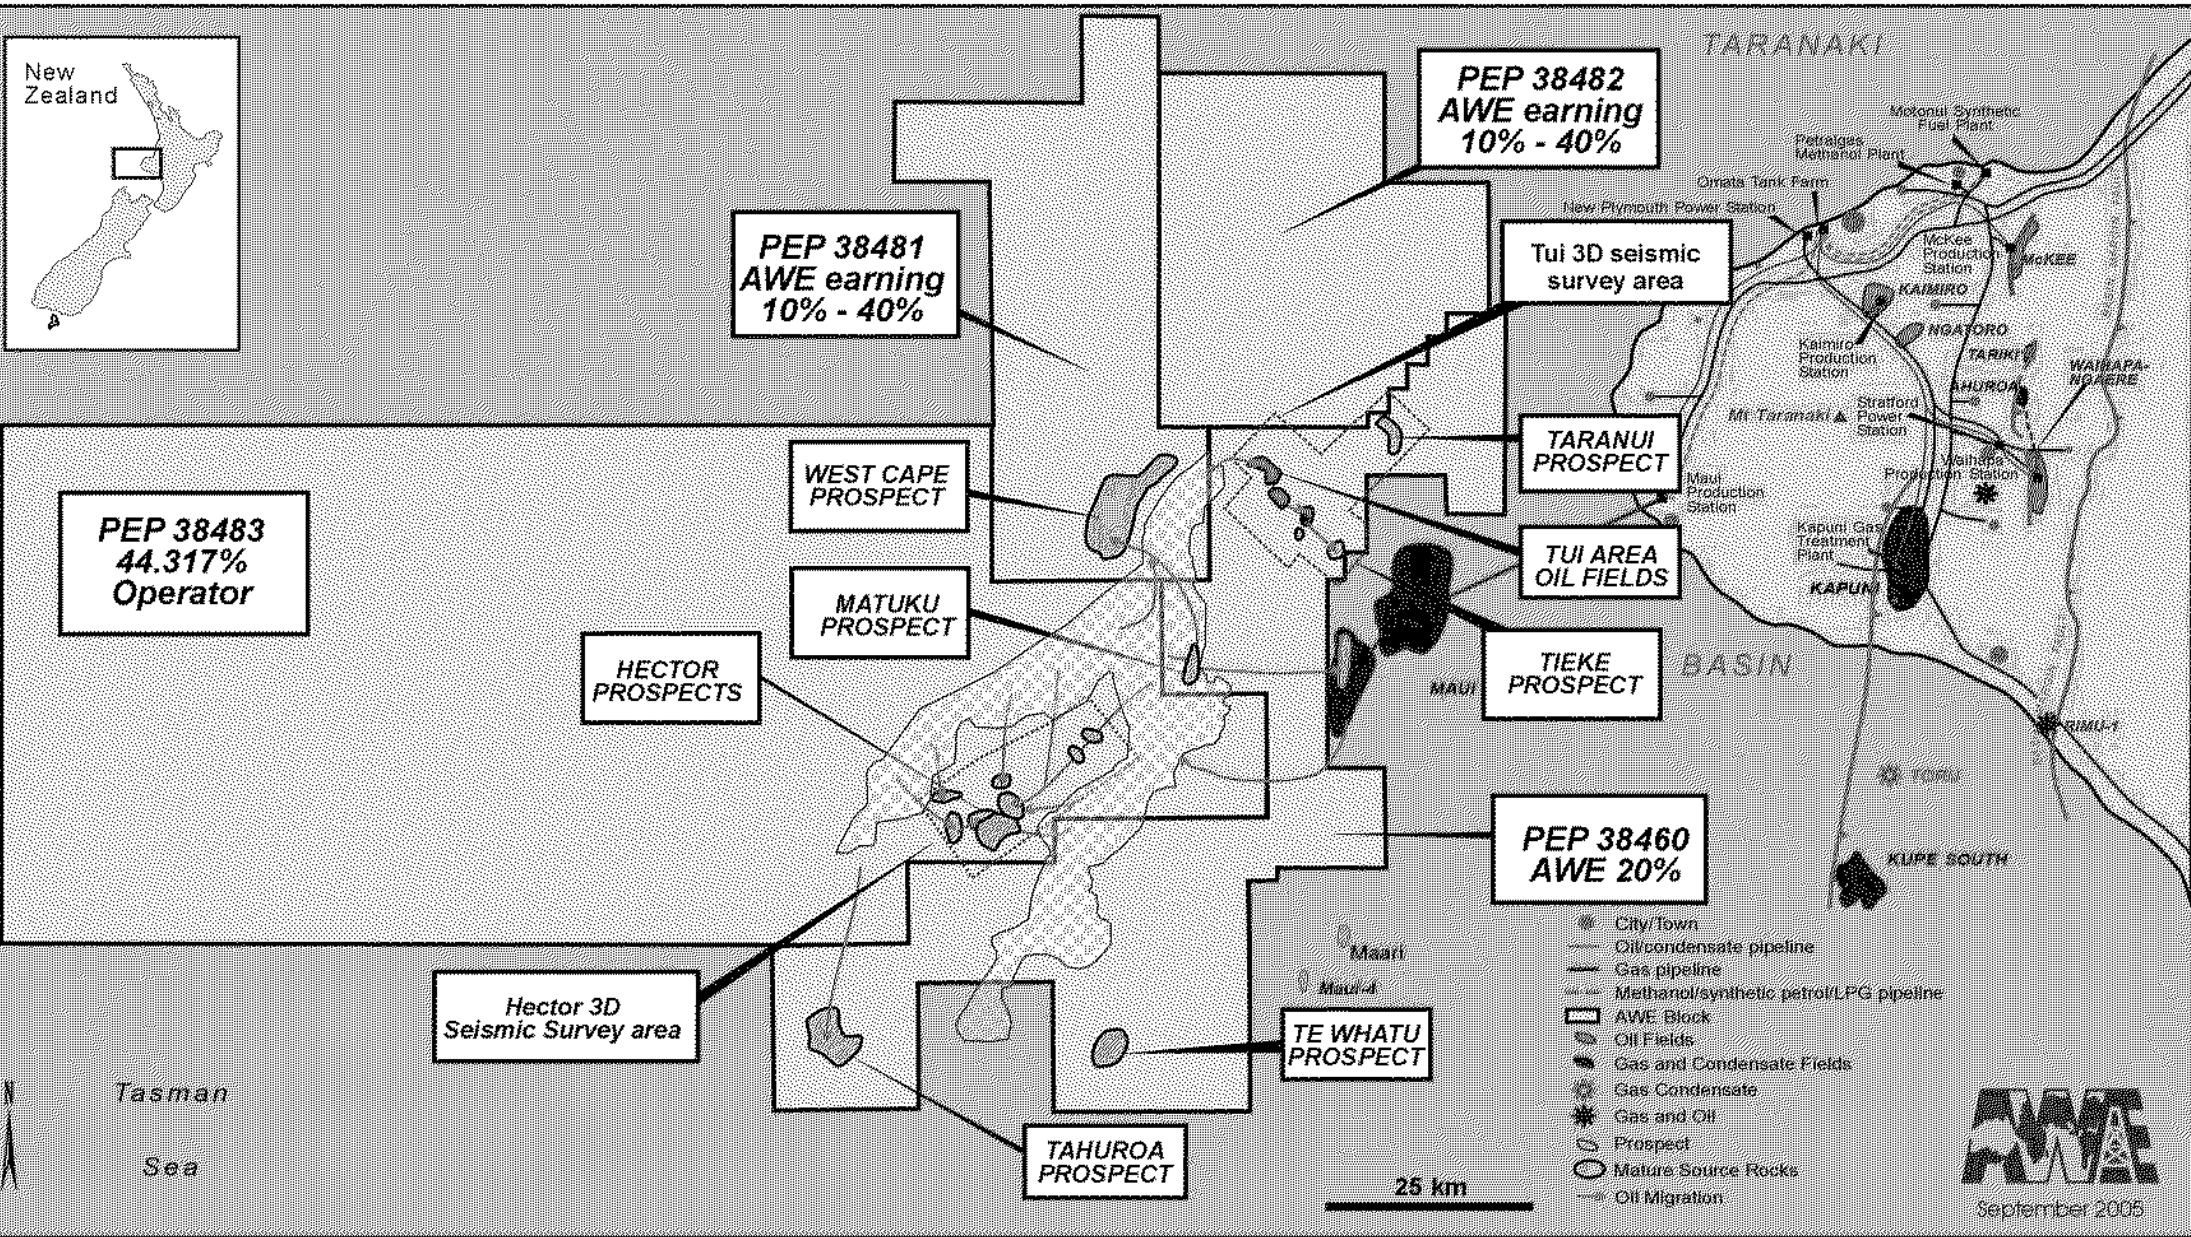 New
Zealand
TARANAKI
PEP 38482
AWE earning
10% - 40%
Motonui Synthetic
Fuel Plant
Petralgas
Methanol Plant
Omata Tank Farm
New Plymouth Power Station
PEP 38481
AWE earning
10% - 40%
Tui 3D seismic
survey area
McKee
Production
Station
McKEE
KAIMIRO
NGATORO
Kaimiro
Production
Station
TARIKI
WAIHAPA-
NGAERE
AHUROA
Mt Taranaki
Stratford
Power
Station
WEST CAPE
PROSPECT
TARANUI
PROSPECT
Waihapa
Production Station
Maui
Production
Station
PEP 38483
44.317%
Operator
TUI AREA
OIL FIELDS
Kapuni Gas
Treatment
Plant
KAPUNI
MATUKU
PROSPECT
HECTOR
PROSPECTS
TIEKE
PROSPECT
BASIN
MAUI
RIMU-1
TORU
PEP 38460
AWE 20%
KUPE SOUTH
Maari
Maui-4
Hector 3D
Seismic Survey area
TE WHATU
PROSPECT
TAHUROA
PROSPECT
N
Tasman
Sea
City/Town
Oil/condensate pipeline
Gas pipeline
Methanol/synthetic petrol/LPG pipeline
AWE Block
Oil Fields
Gas and Condensate Fields
Gas Condensate
Gas and Oil
Prospect
Mature Source Rocks
Oil Migration
25 km
AWE
September 2005